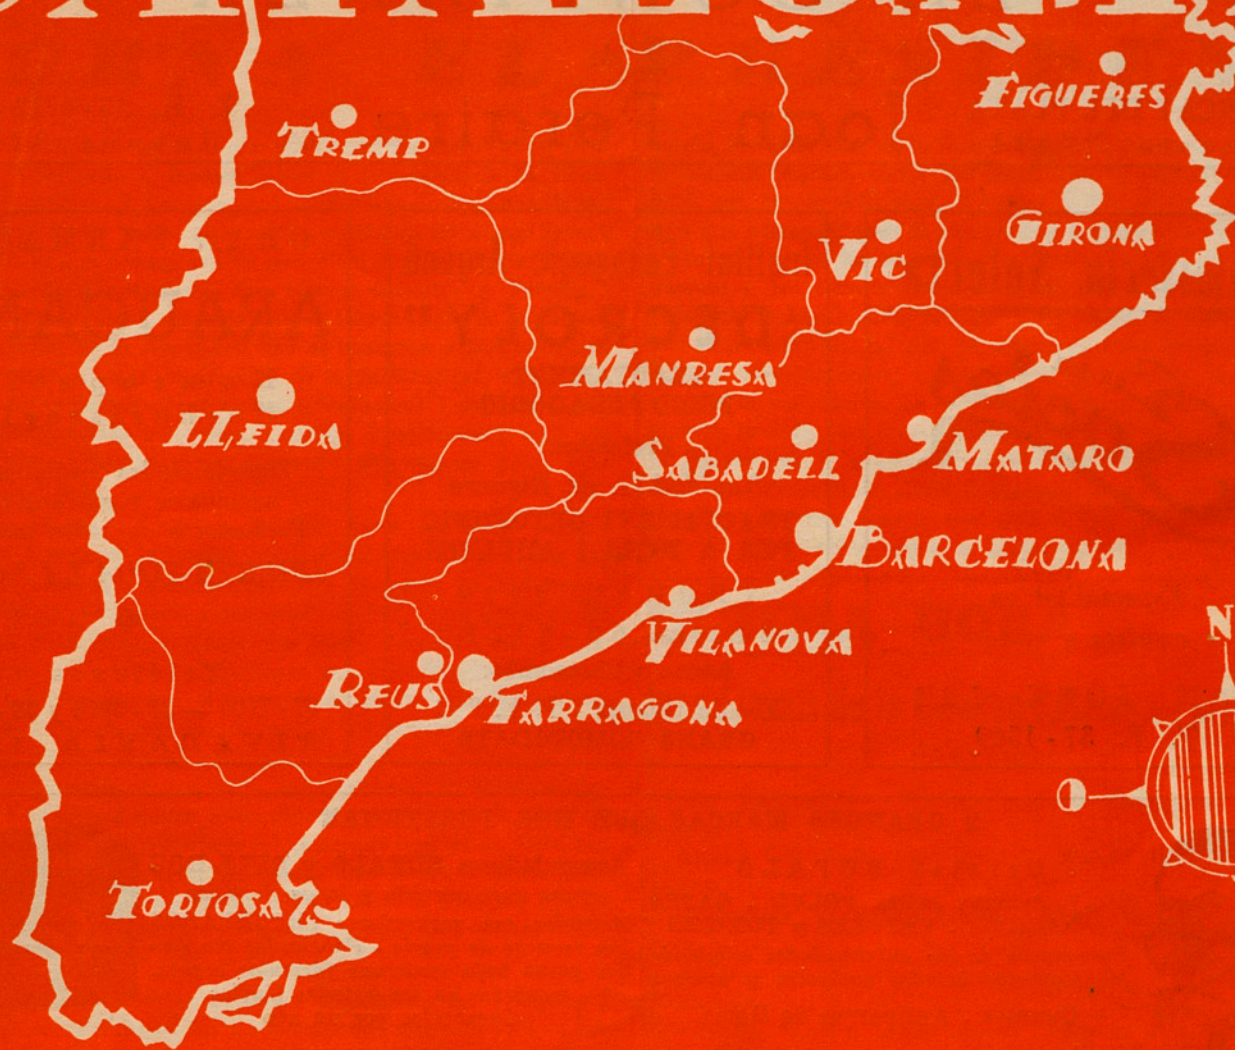 FIGUERES
TREMP
GIRONA
VIC
MANRESA
LLEIDA
SABADELL
MATARO
BARCELONA
N
VILANOVA
REUS
TARRAGONA
TORTOSA